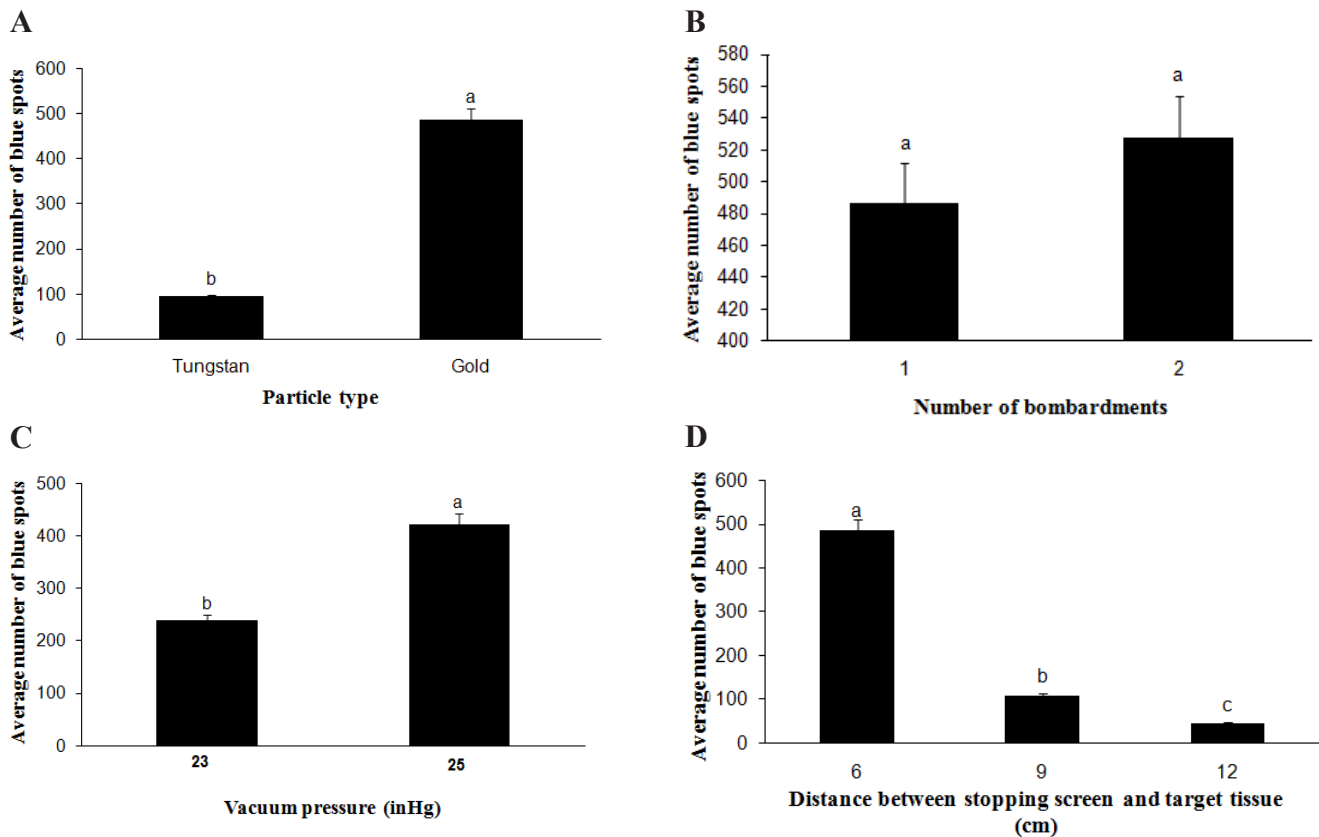 A
Average number of blue spots
600
500
400
300
200
100
0
b
a
Tungstan
Gold
Particle type
B
Average number of blue spots
580
560
540
520
500
480
460
440
420
400
a
a
1
2
Number of bombardments
C
Average number of blue spots
500
400
300
200
100
0
b
a
23
25
Vacuum pressure (inHg)
D
Average number of blue spots
600
500
400
300
200
100
0
a
b
c
6
9
12
Distance between stopping screen and target tissue
(cm)